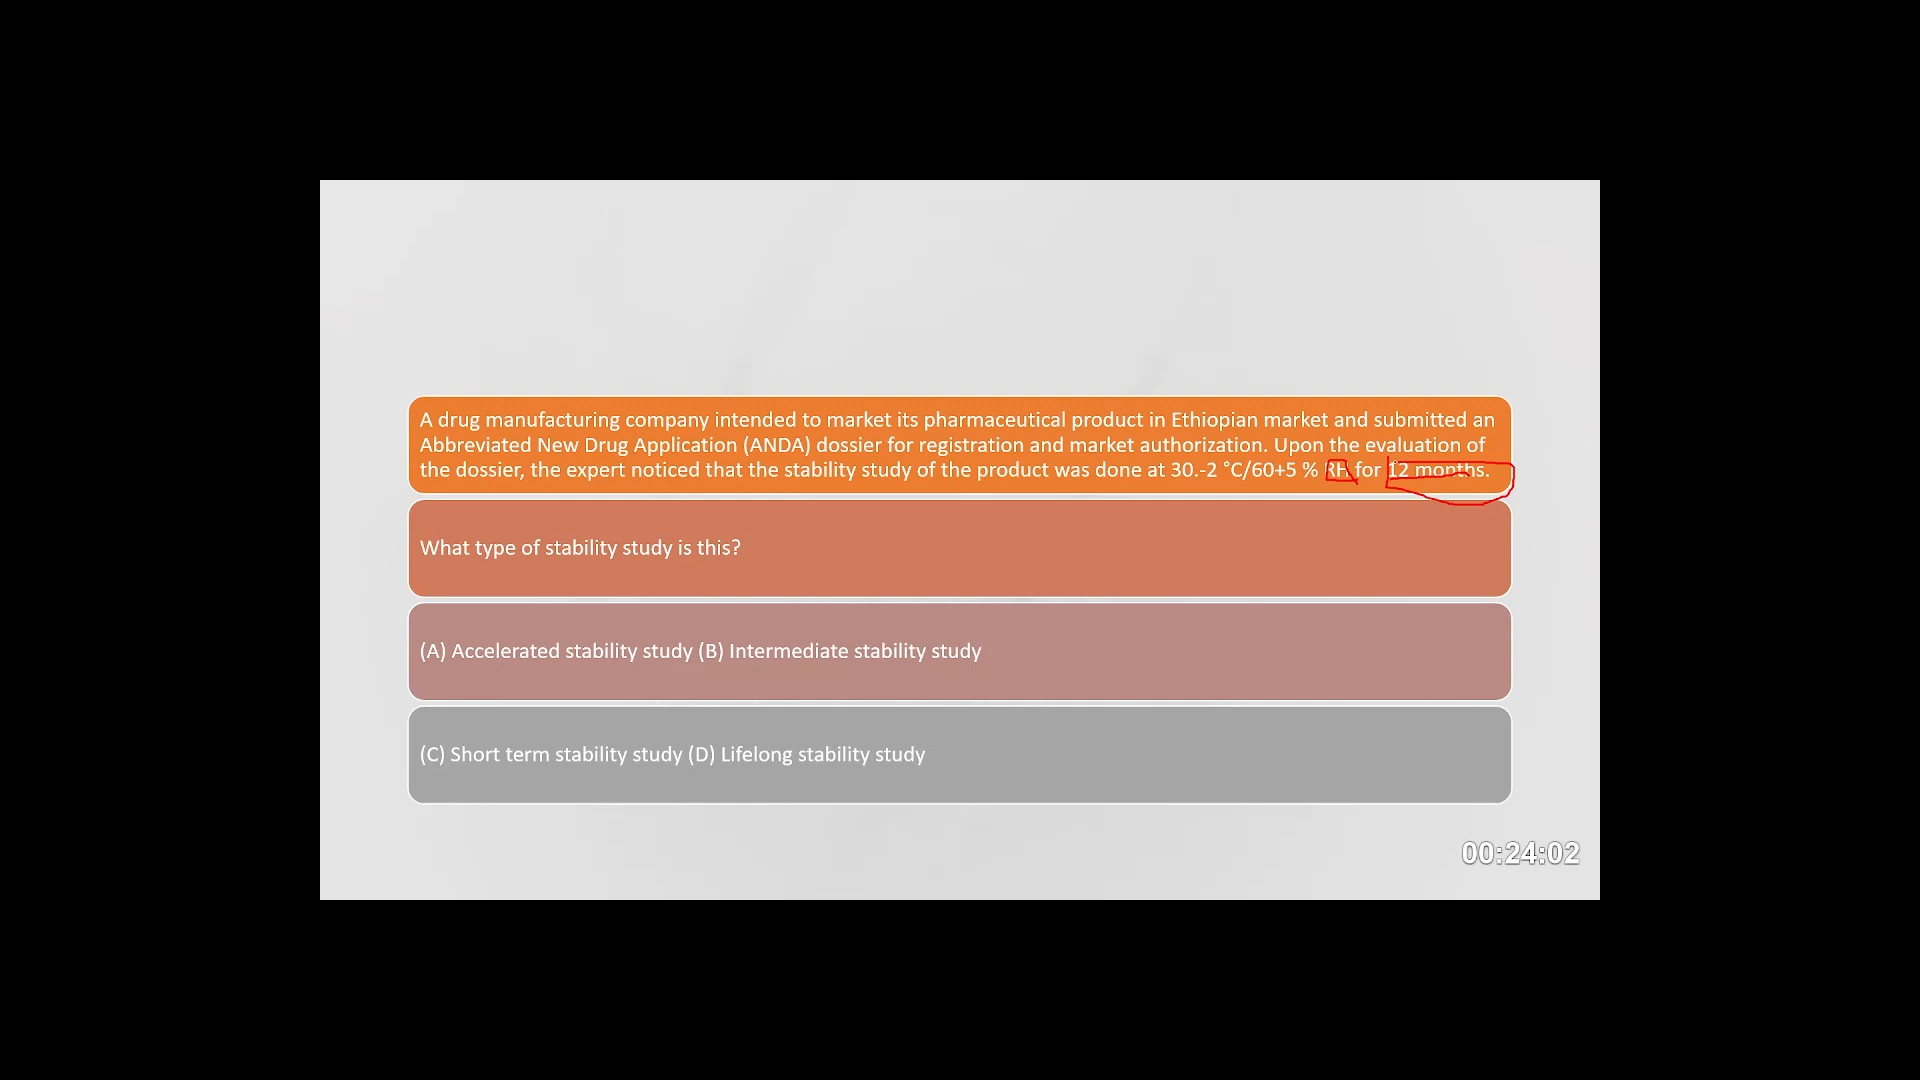 A drug manufacturing company intended to market its pharmaceutical product in Ethiopian market and submitted an
Abbreviated New Drug Application (ANDA) dossier for registration and market authorization. Upon the evaluation of
the dossier, the expert noticed that the stability study of the product was done at 30.-2 °C/60+5 % RH for 12 months.
What type of stability study is this?
(A) Accelerated stability study (B) Intermediate stability study
(C) Short term stability study (D) Lifelong stability study
00:24:02